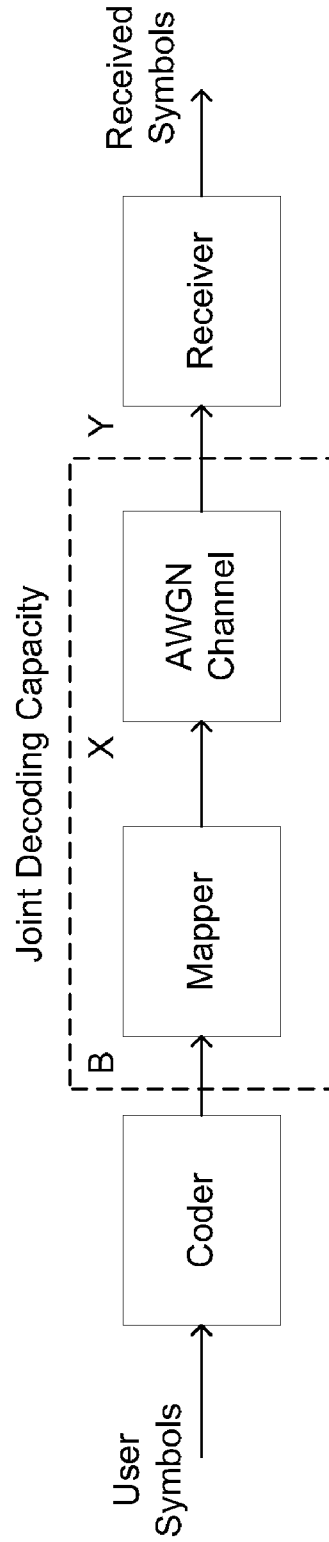 Joint Decoding Capacity
User
Symbols
Coder
B
Mapper
X
AWGN
Channel
Y
Receiver
Received
Symbols